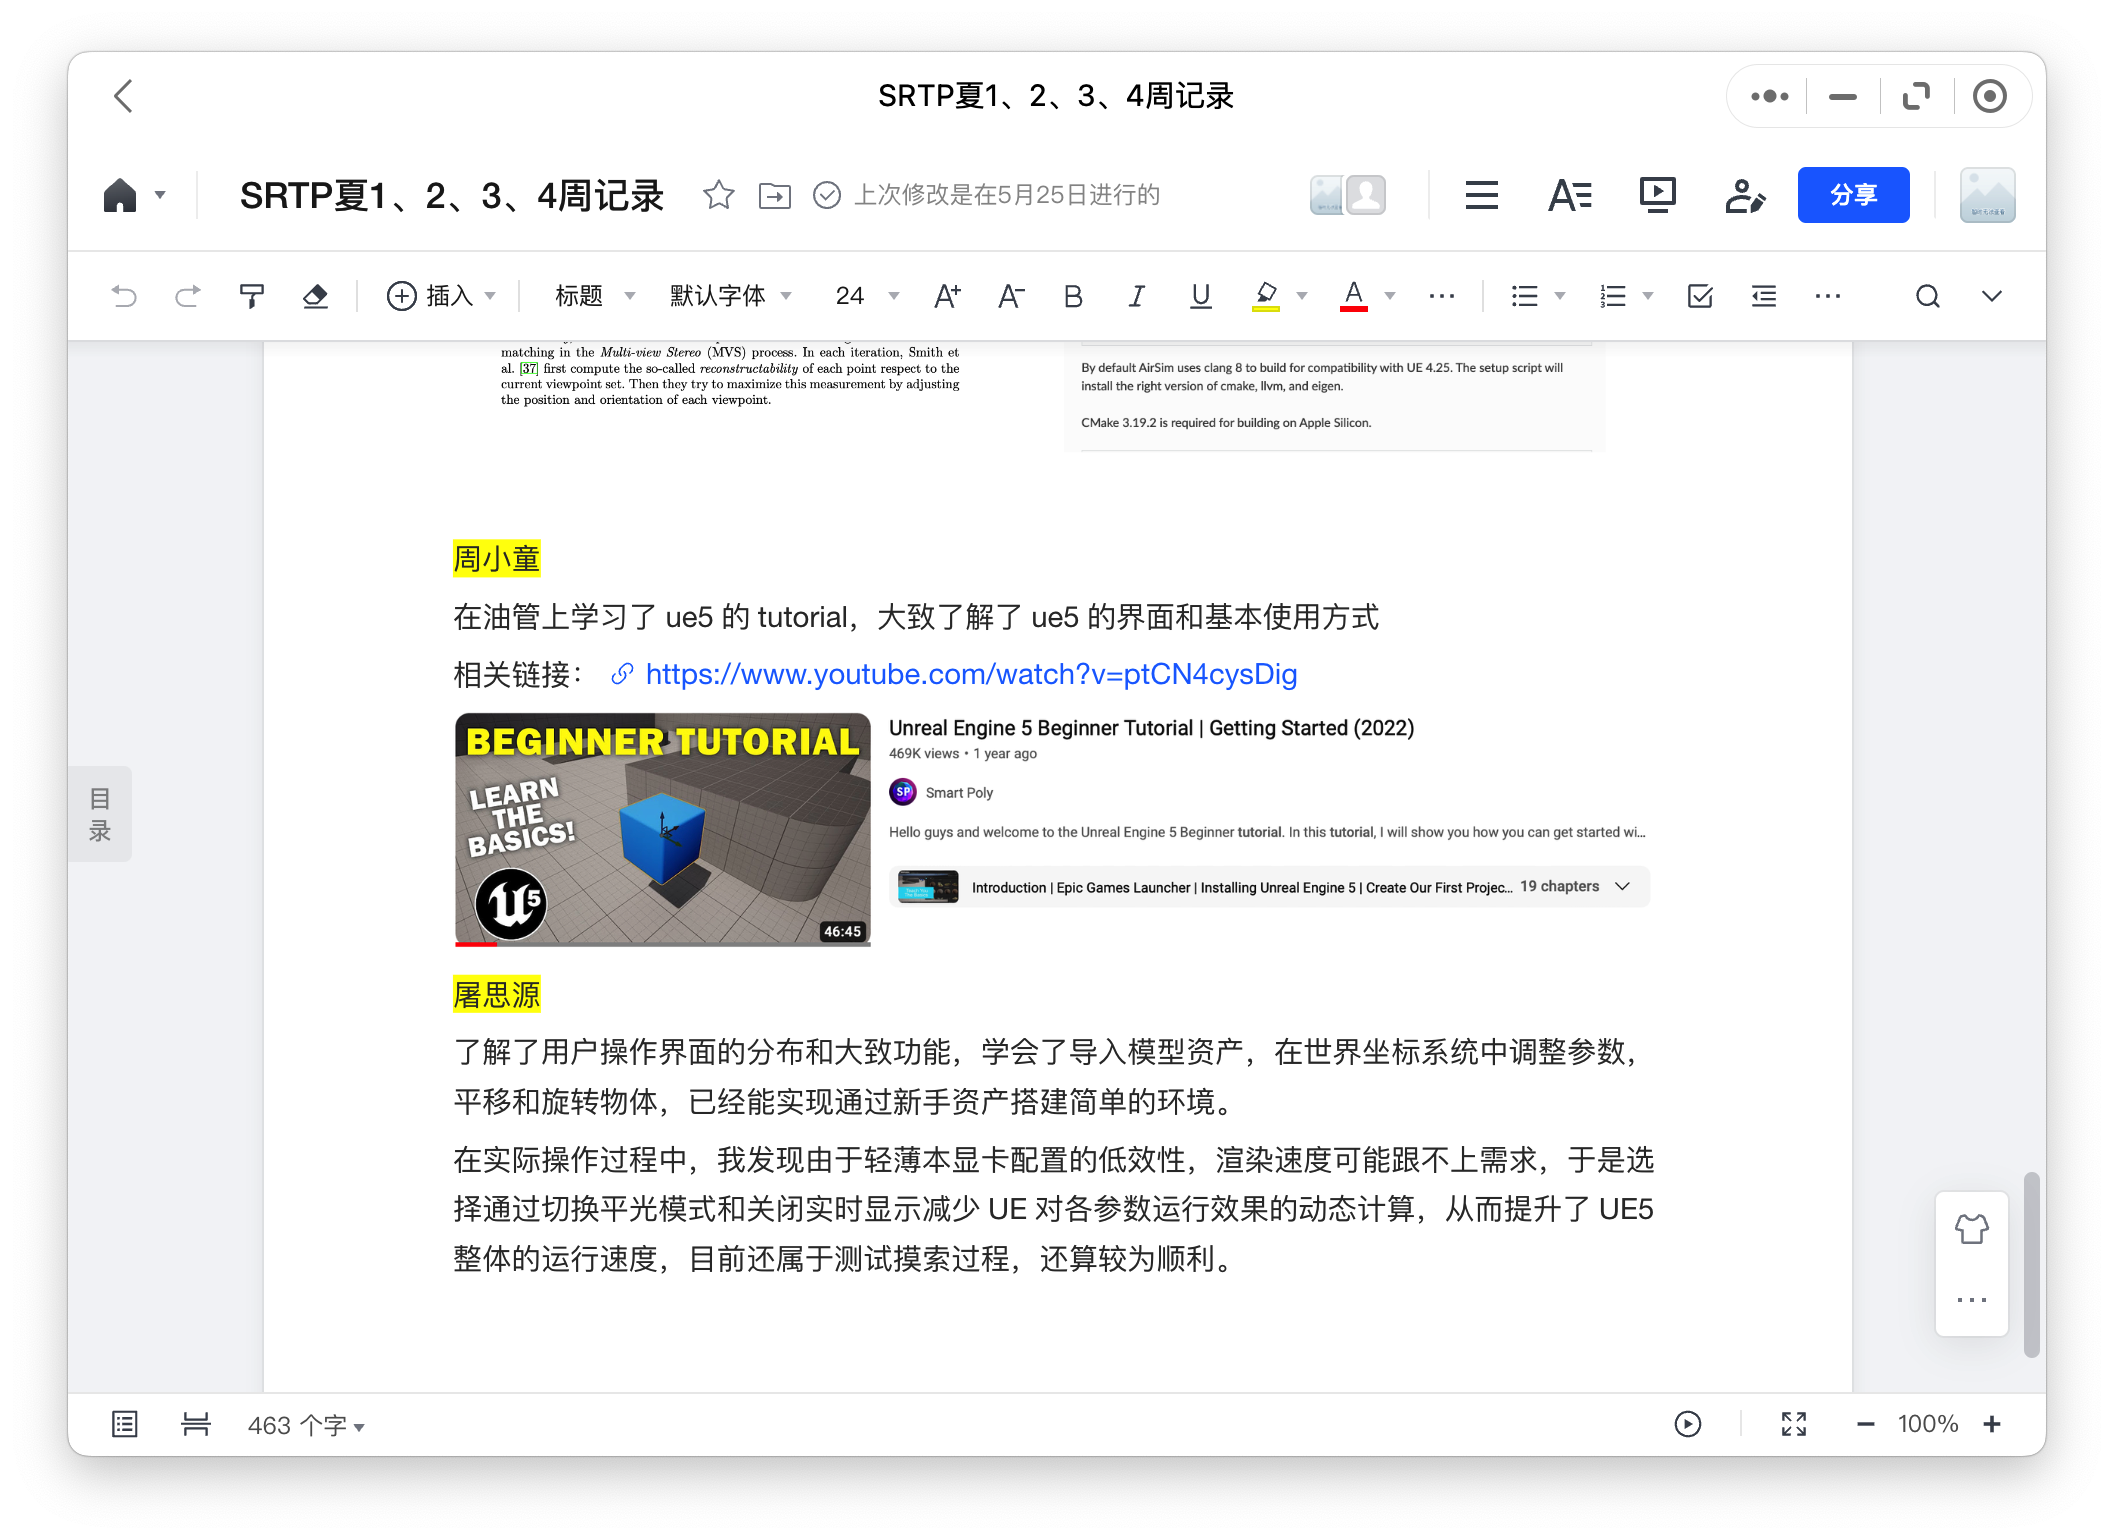 SRTP夏1、2、3、4周记录
SRTP夏1、2、3、4周记录
上次修改是在5月25日进行的
分享
插入
标题
默认字体
24
matching in the Multi-view Stereo (MVS) process. In each iteration, Smith et
al. [37] first compute the so-called reconstructability of each point respect to the
current viewpoint set. Then they try to maximize this measurement by adjusting
the position and orientation of each viewpoint.
By default AirSim uses clang 8 to build for compatibility with UE 4.25. The setup script will
install the right version of cmake, llvm, and eigen.
CMake 3.19.2 is required for building on Apple Silicon.
周小童
在油管上学习了 ue5 的 tutorial，大致了解了 ue5 的界面和基本使用方式
相关链接： https://www.youtube.com/watch?v=ptCN4cysDig
BEGINNER TUTORIAL
LEARN
THE
BASICS!
46:45
Unreal Engine 5 Beginner Tutorial | Getting Started (2022)
469K views • 1 year ago
SP
Smart Poly
Hello guys and welcome to the Unreal Engine 5 Beginner tutorial. In this tutorial, I will show you how you can get started wi...
Introduction | Epic Games Launcher | Installing Unreal Engine 5 | Create Our First Projec...
19 chapters
目
录
屠思源
了解了用户操作界面的分布和大致功能，学会了导入模型资产，在世界坐标系统中调整参数，
平移和旋转物体，已经能实现通过新手资产搭建简单的环境。
在实际操作过程中，我发现由于轻薄本显卡配置的低效性，渲染速度可能跟不上需求，于是选
择通过切换平光模式和关闭实时显示减少 UE 对各参数运行效果的动态计算，从而提升了 UE5
整体的运行速度，目前还属于测试摸索过程，还算较为顺利。
463 个字
100%